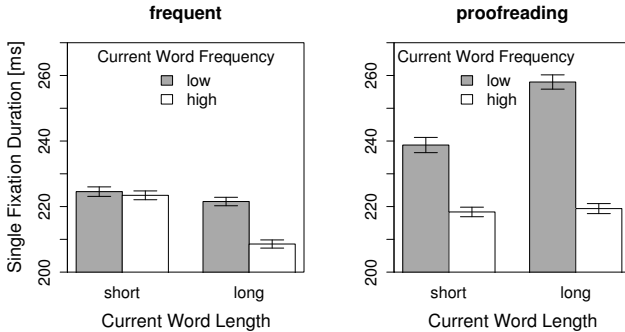 frequent
Single Fixation Duration [ms]
200
220
240
260
Current Word Frequency
low
high
short
long
Current Word Length
proofreading
200
220
240
260
Current Word Frequency
low
high
short
long
Current Word Length